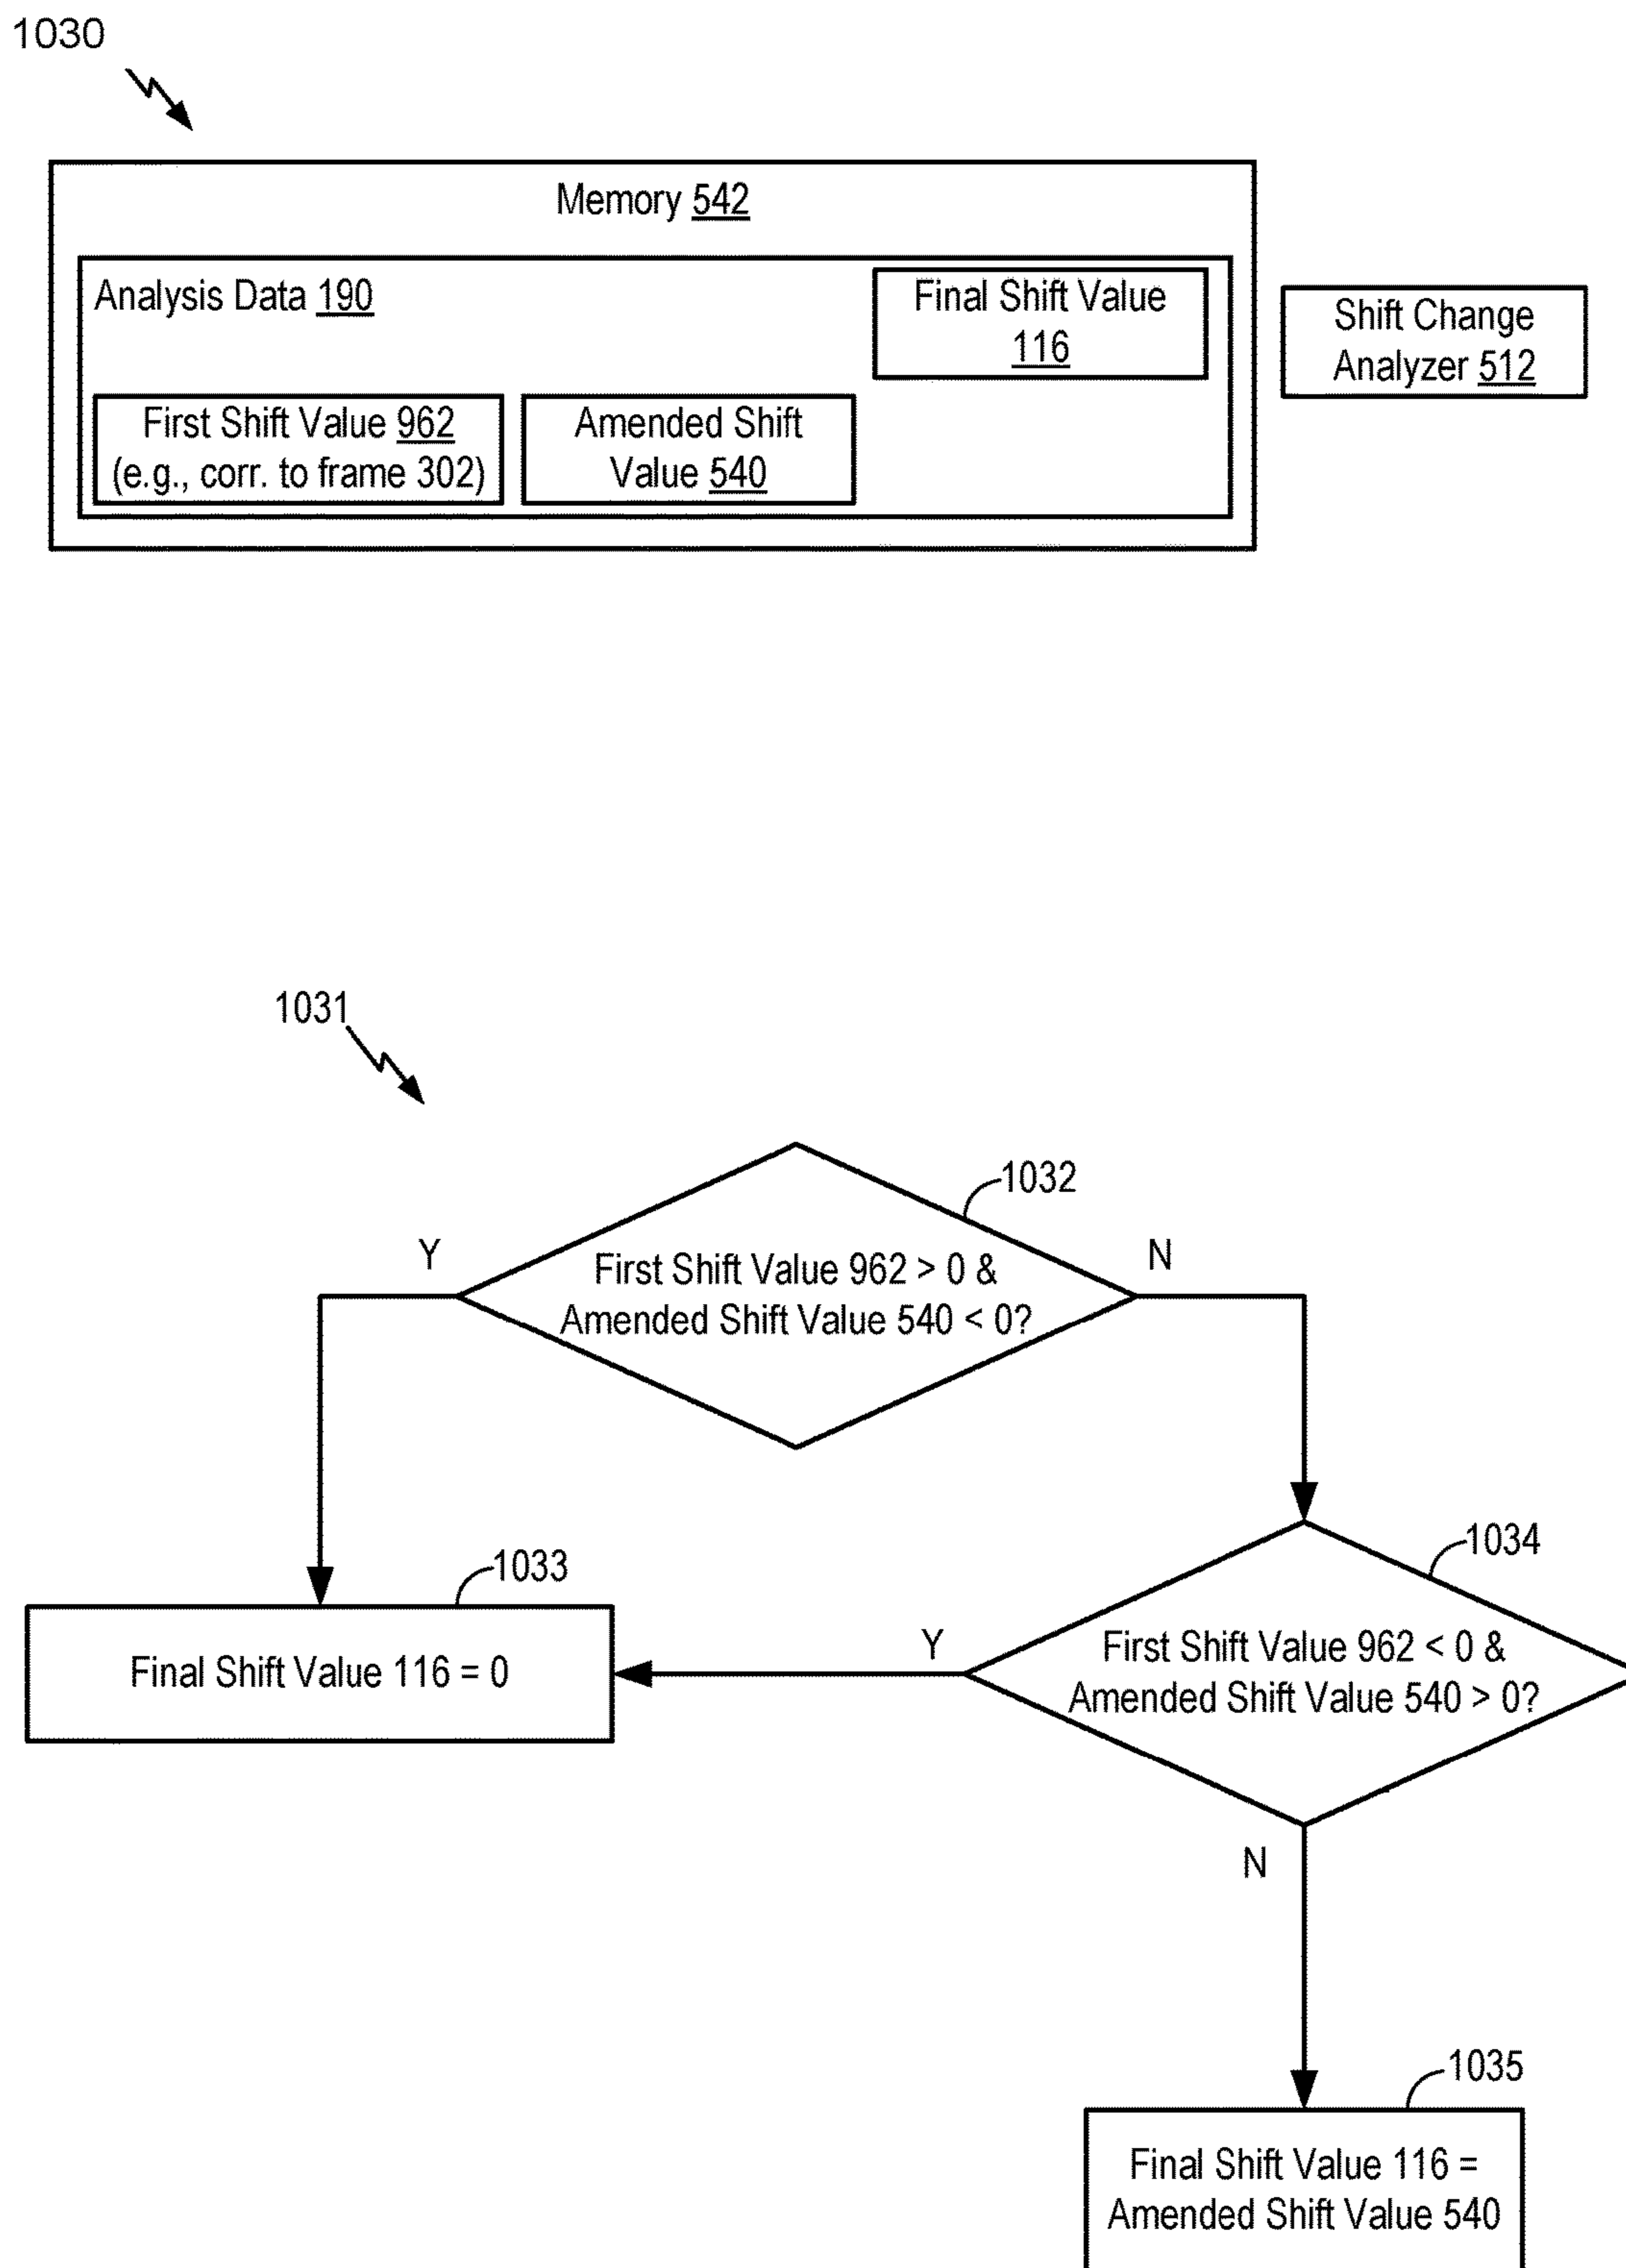 1030
Memory 542
Analysis Data 190
Final Shift Value
116
Shift Change
Analyzer 512
First Shift Value 962
(e.g., corr. to frame 302)
Amended Shift
Value 540
1031
1032
Y
N
First Shift Value 962 > 0 &
Amended Shift Value 540 < 0?
1033
1034
Final Shift Value 116 = 0
Y
First Shift Value 962 < 0 &
Amended Shift Value 540 > 0?
N
1035
Final Shift Value 116 =
Amended Shift Value 540